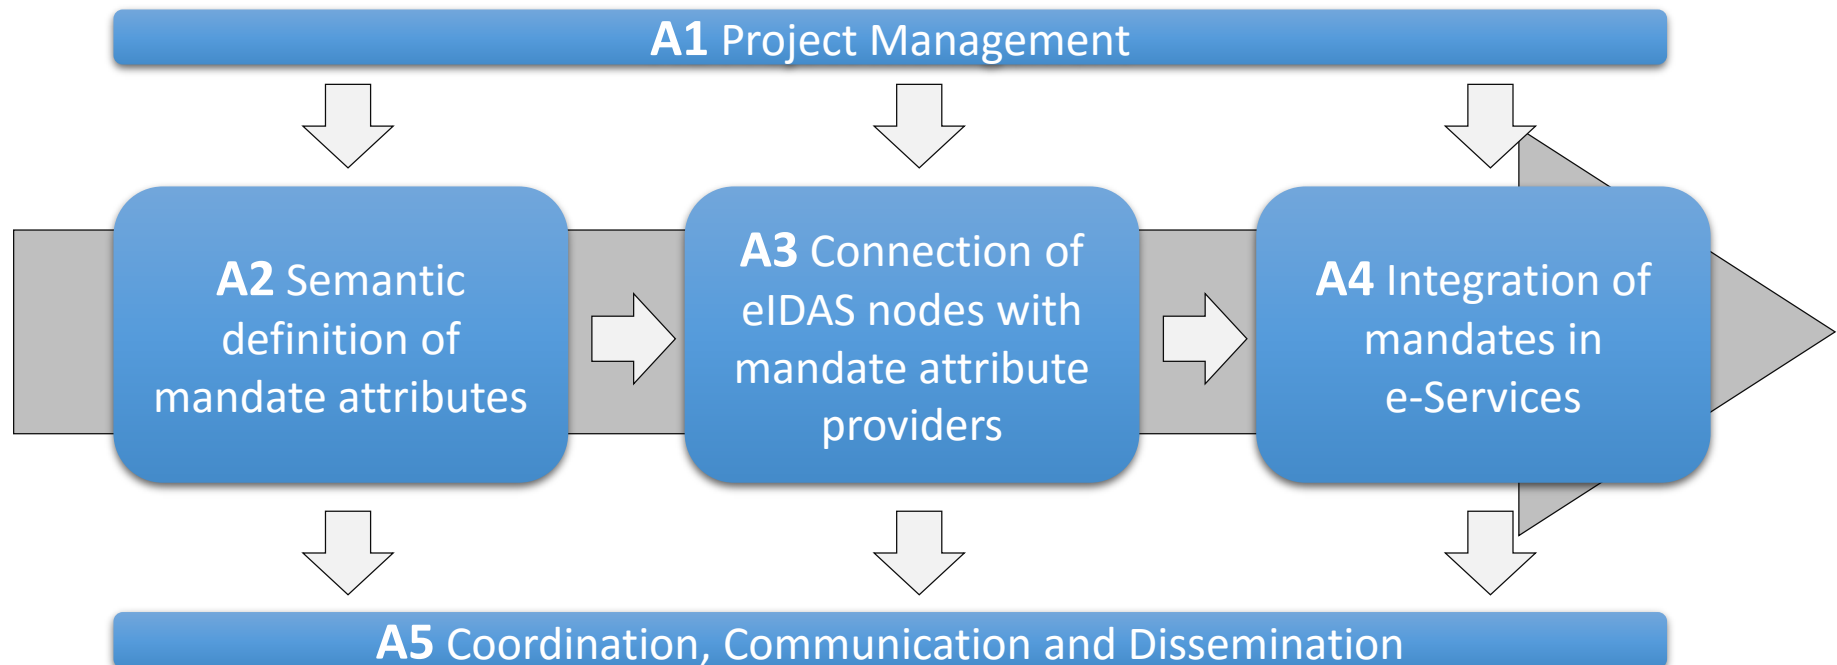 A1 Project Management
A2 Semantic
definition of
mandate attributes
A3 Connection of
eIDAS nodes with
mandate attribute
providers
A4 Integration of
mandates in
e-Services
A5 Coordination, Communication and Dissemination